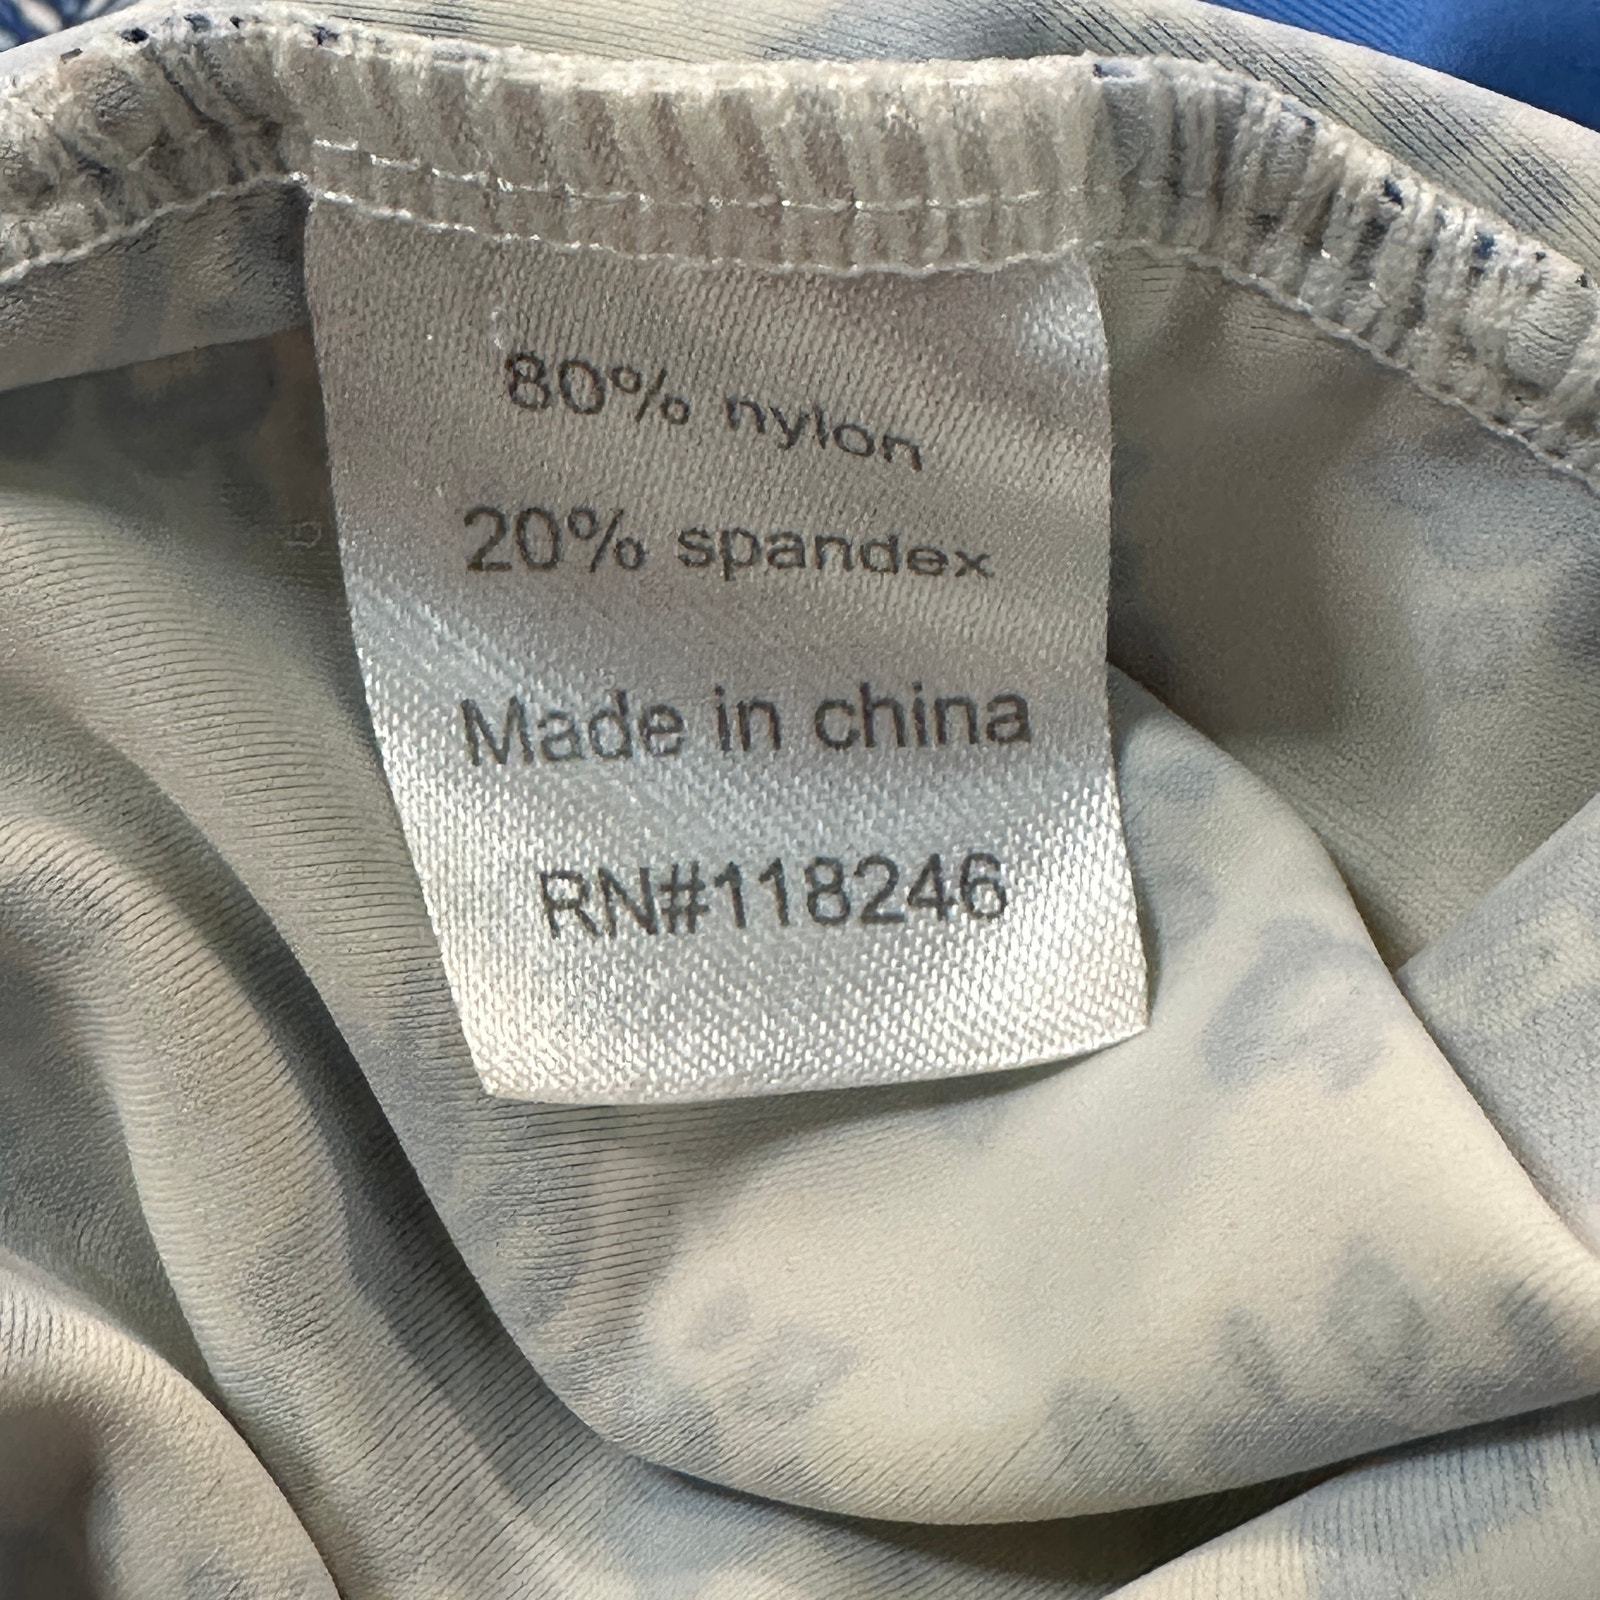 80% nylon
20% spandex
Made in china
RN#118246